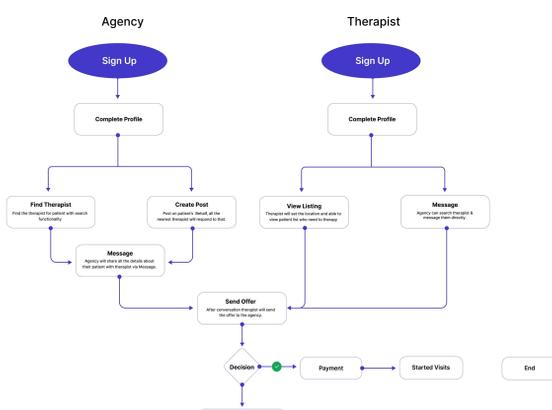 Agency
Therapist
Sign Up
Sign Up
Complete Profile
Complete Profile
Find Therapist
Find the therapist for patient with search
functionality
Create Post
Post on patient's Behalf, all the
nearest therapist will respond to that.
View Listing
Therapist will set the location and able to
view patient list who need to therapy
Message
Agency can search therapist &
message them directly.
Message
Agency will share all the details about
their patient with therapist via Message.
Send Offer
After conversation therapist will send
the offer to the agency.
Decision
Payment
Started Visits
End